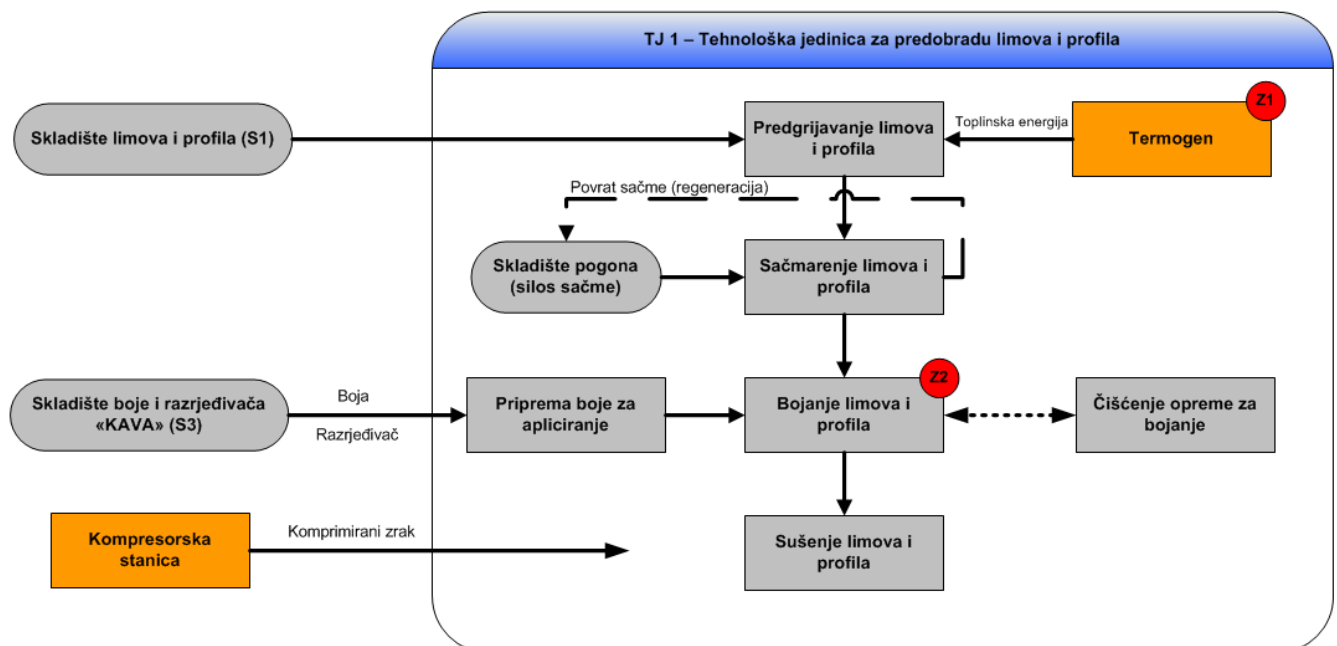 TJ 1 – Tehnološka jedinica za predobradu limova i profila
Z1
Skladište limova i profila (S1)
Predgrijavanje limova
i profila
Toplinska energija
Termogen
Povrat sačme (regeneracija)
Skladište pogona
(silos sačme)
Sačmarenje limova i
profila
Z2
Skladište boje i razrjeđivača
«KAVA» (S3)
Boja
Razrjeđivač
Priprema boje za
apliciranje
Bojanje limova i
profila
Čišćenje opreme za
bojanje
Kompresorska
stanica
Komprimirani zrak
Sušenje limova i
profila